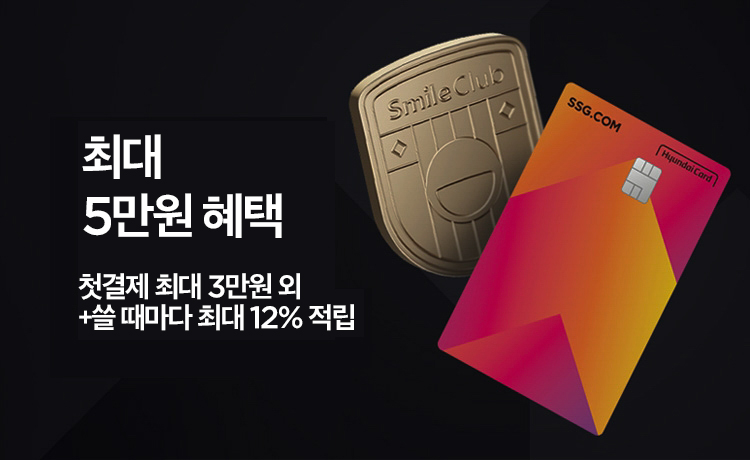 최대
5만원 혜택
첫결제 최대 3만원 외
+쓸 때마다 최대 12% 적립
Smile Club
SSG.COM
Hyundai Card